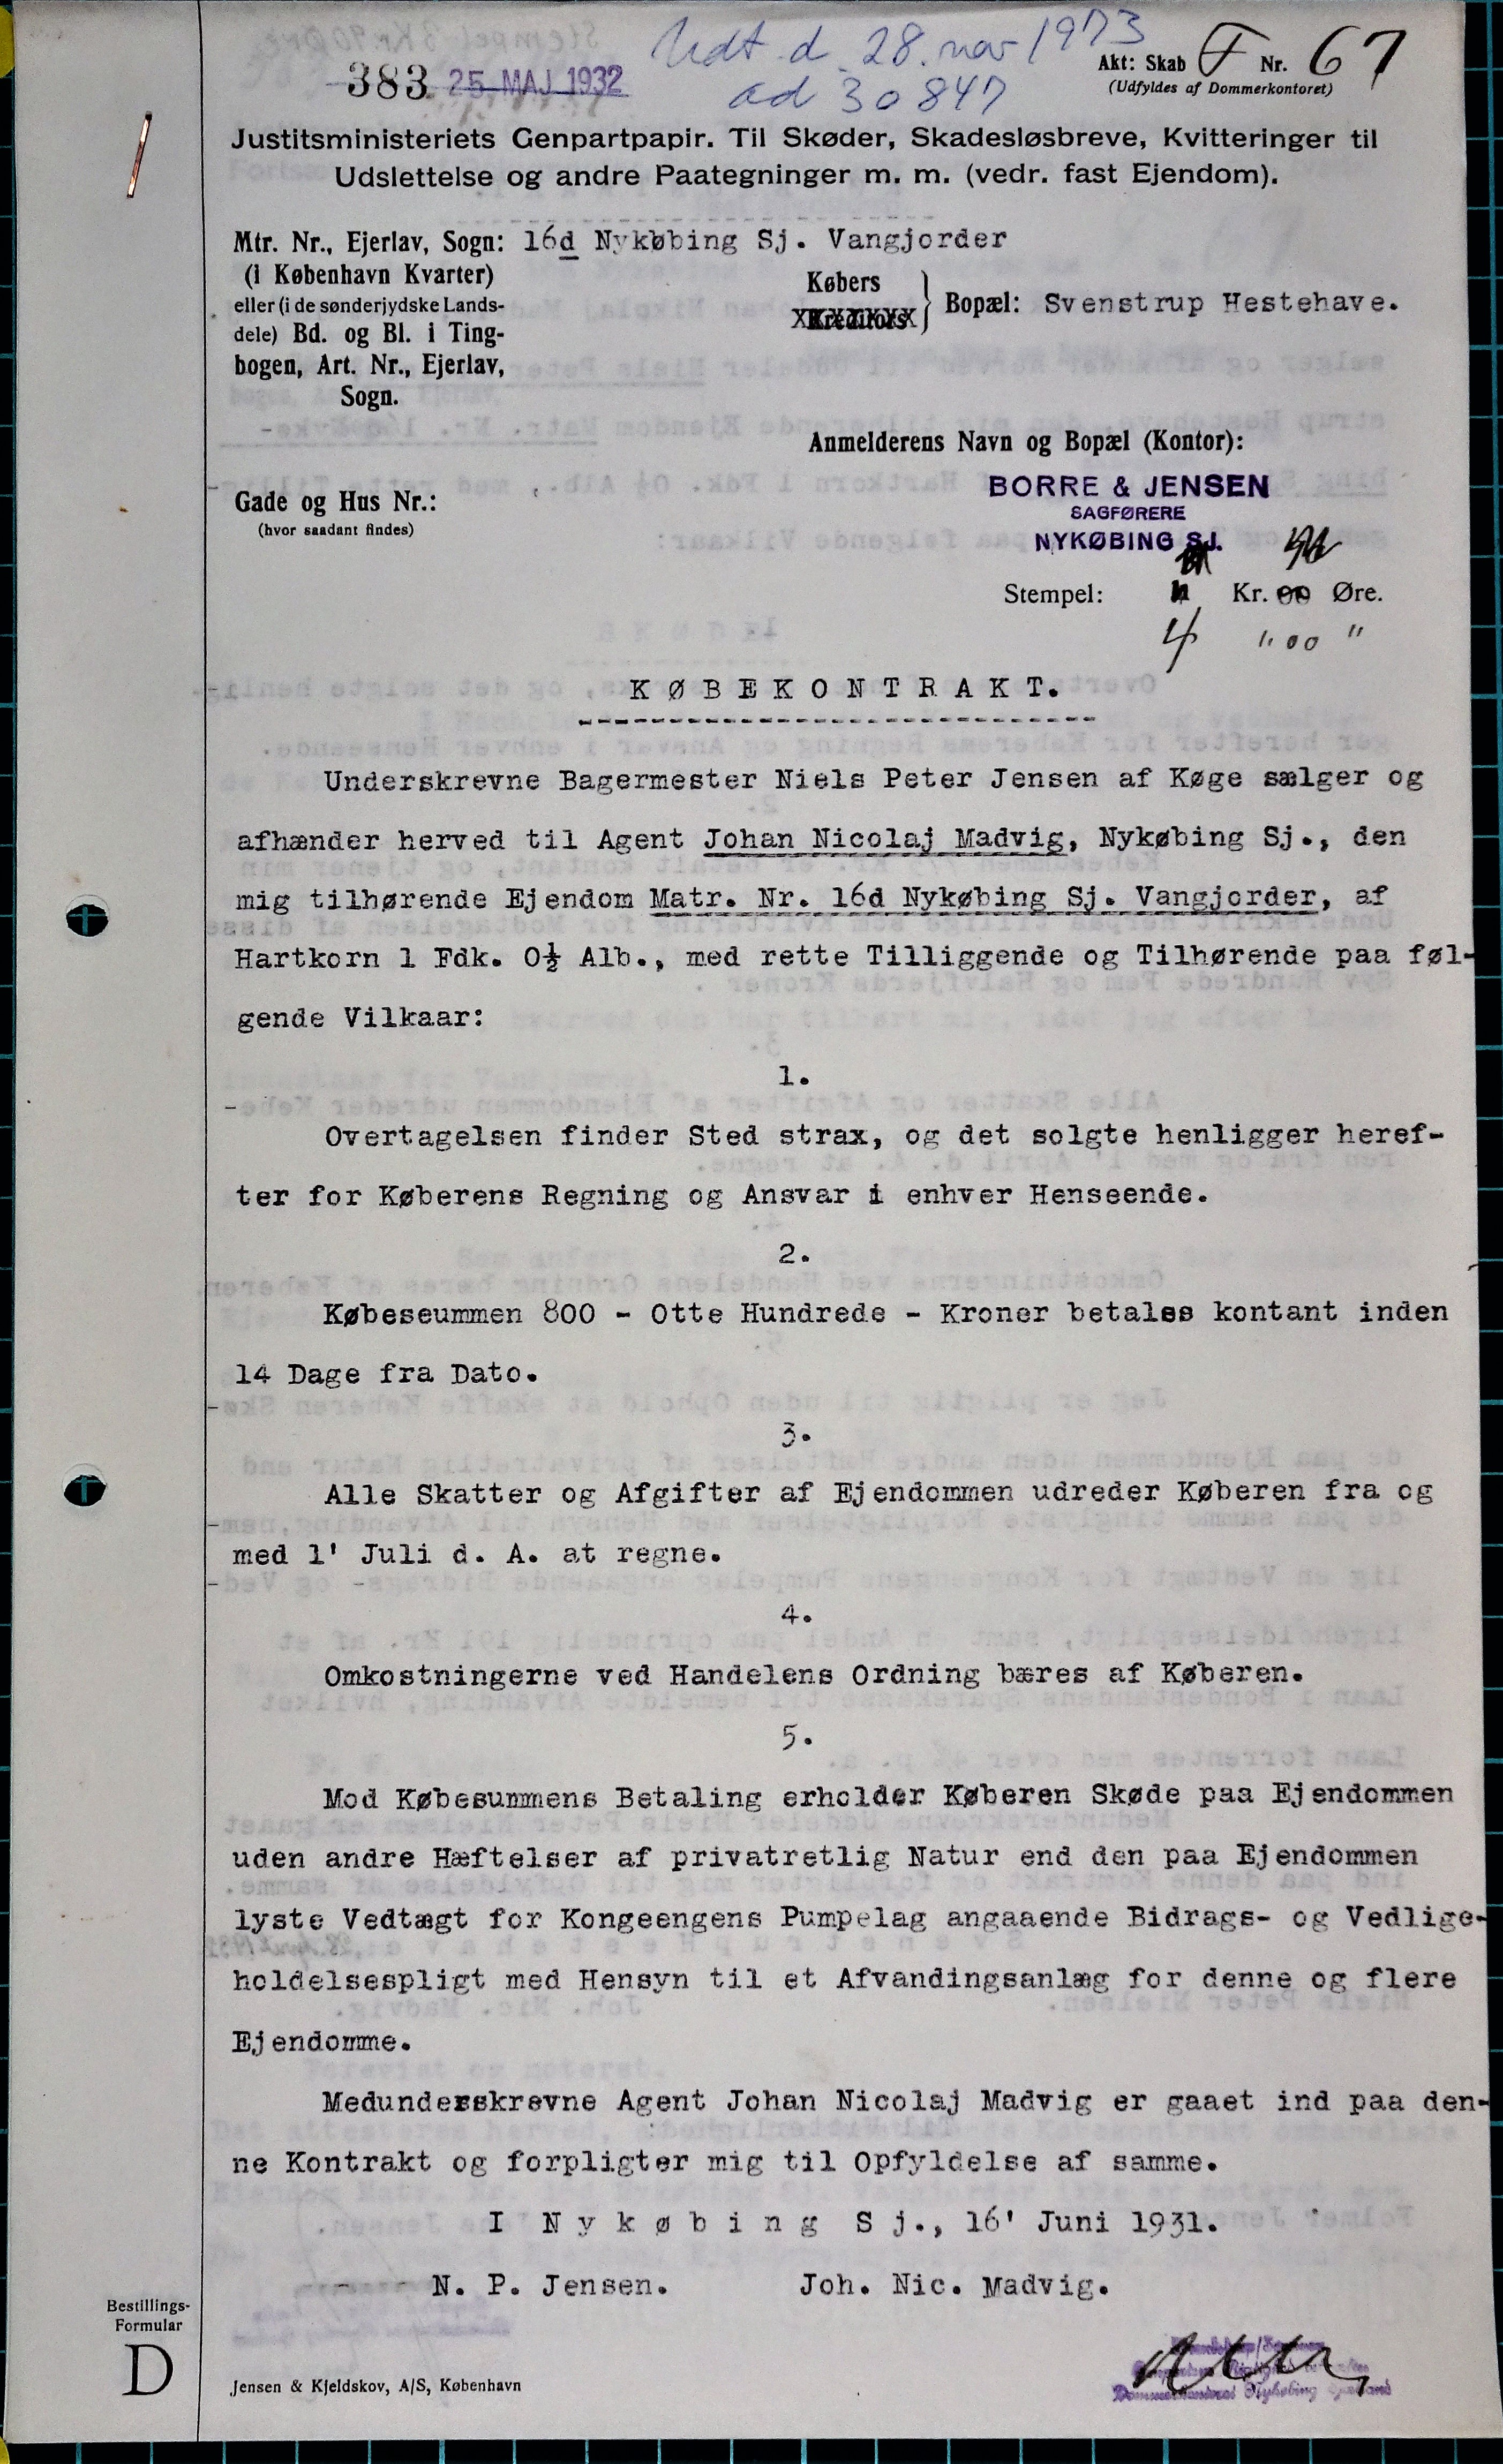 Udt d. 28. nov 1973
383 25. MAJ 1932
ad 30847
Akt: Skab F Nr. 67
(Udfyldes af Dommerkontoret)
Justitsministeriets Genpartpapir. Til Skøder, Skadesløsbreve, Kvitteringer til
Udslettelse og andre Paategninger m. m. (vedr. fast Ejendom).
Mtr. Nr., Ejerlav, Sogn: 16d Nykøbing Sj. Vangjorder
(i København Kvarter)
eller (i de sønderjydske Lands-
dele) Bd. og Bl. i Ting-
bogen, Art. Nr., Ejerlav,
Sogn.
Købers
Kreditors
Bopæl: Svenstrup Hestehave.
Anmelderens Navn og Bopæl (Kontor):
BORRE & JENSEN
SAGFØRERE
NYKØBING SJ.
Gade og Hus Nr.:
(hvor saadant findes)
Stempel: Kr. Øre.
4 " 00 "
KØBEKONTRAKT.
Underskrevne Bagermester Niels Peter Jensen af Køge sælger og
afhænder herved til Agent Johan Nicolaj Madvig, Nykøbing Sj., den
mig tilhørende Ejendom Matr. Nr. 16d Nykøbing Sj. Vangjorder, af
Hartkorn 1 Fdk. 0½ Alb., med rette Tilliggende og Tilhørende paa føl-
gende Vilkaar:
1.
Overtagelsen finder Sted strax, og det solgte henligger heref-
ter for Køberens Regning og Ansvar i enhver Henseende.
2.
Købeseummen 800 - Otte Hundrede - Kroner betales kontant inden
14 Dage fra Dato.
3.
Alle Skatter og Afgifter af Ejendommen udreder Køberen fra og
med 1' Juli d. A. at regne.
4.
Omkostningerne ved Handelens Ordning bæres af Køberen.
5.
Mod Købesummens Betaling erholder Køberen Skøde paa Ejendommen
uden andre Hæftelser af privatretlig Natur end den paa Ejendommen
lyste Vedtægt for Kongeengens Pumpelag angaaende Bidrags- og Vedlige-
holdelsespligt med Hensyn til et Afvandingsanlæg for denne og flere
Ejendomme.
Medunderskrevne Agent Johan Nicolaj Madvig er gaaet ind paa den-
ne Kontrakt og forpligter mig til Opfyldelse af samme.
I Nykøbing Sj., 16' Juni 1931.
N. P. Jensen. Joh. Nic. Madvig.
Bestillings-
Formular
D
Jensen & Kjeldskov, A/S, København